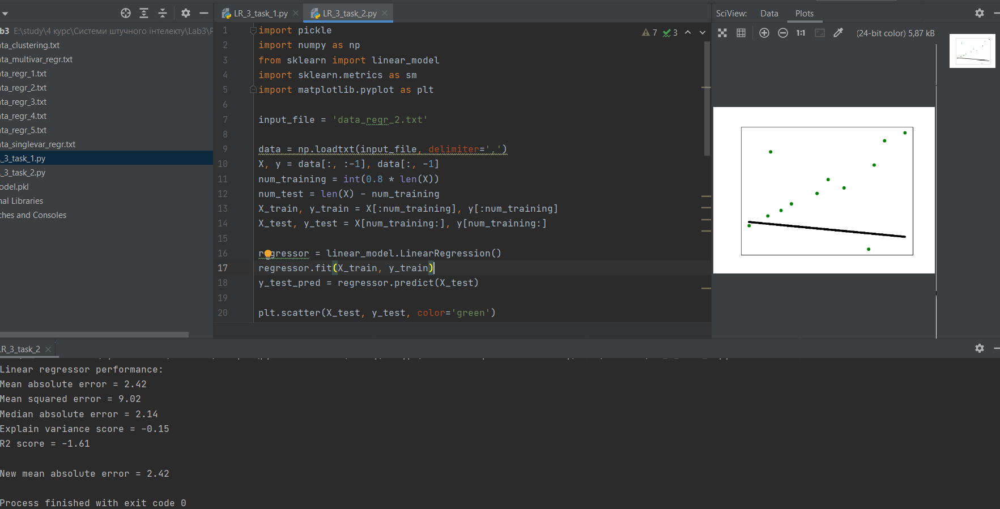 LR_3_task_1.py
LR_3_task_2.py
SciView:
Data
Plots
b3 E:\study\4 курс\Системи штучного інтелекту\Lab3\
ta_clustering.txt
ta_multivar_regr.txt
ta_regr_1.txt
ta_regr_2.txt
ta_regr_3.txt
ta_regr_4.txt
ta_regr_5.txt
ta_singlevar_regr.txt
_3_task_1.py
_3_task_2.py
odel.pkl
nal Libraries
ches and Consoles
7 3
1 import pickle
2 import numpy as np
3 from sklearn import linear_model
4 import sklearn.metrics as sm
5 import matplotlib.pyplot as plt
6
7 input_file = 'data_regr_2.txt'
8
9 data = np.loadtxt(input_file, delimiter=',')
10 X, y = data[:, :-1], data[:, -1]
11 num_training = int(0.8 * len(X))
12 num_test = len(X) - num_training
13 X_train, y_train = X[:num_training], y[:num_training]
14 X_test, y_test = X[num_training:], y[num_training:]
15
16 regressor = linear_model.LinearRegression()
17 regressor.fit(X_train, y_train)
18 y_test_pred = regressor.predict(X_test)
19
20 plt.scatter(X_test, y_test, color='green')
1:1
(24-bit color) 5,87 kB
LR_3_task_2
Linear regressor performance:
Mean absolute error = 2.42
Mean squared error = 9.02
Median absolute error = 2.14
Explain variance score = -0.15
R2 score = -1.61
New mean absolute error = 2.42
Process finished with exit code 0